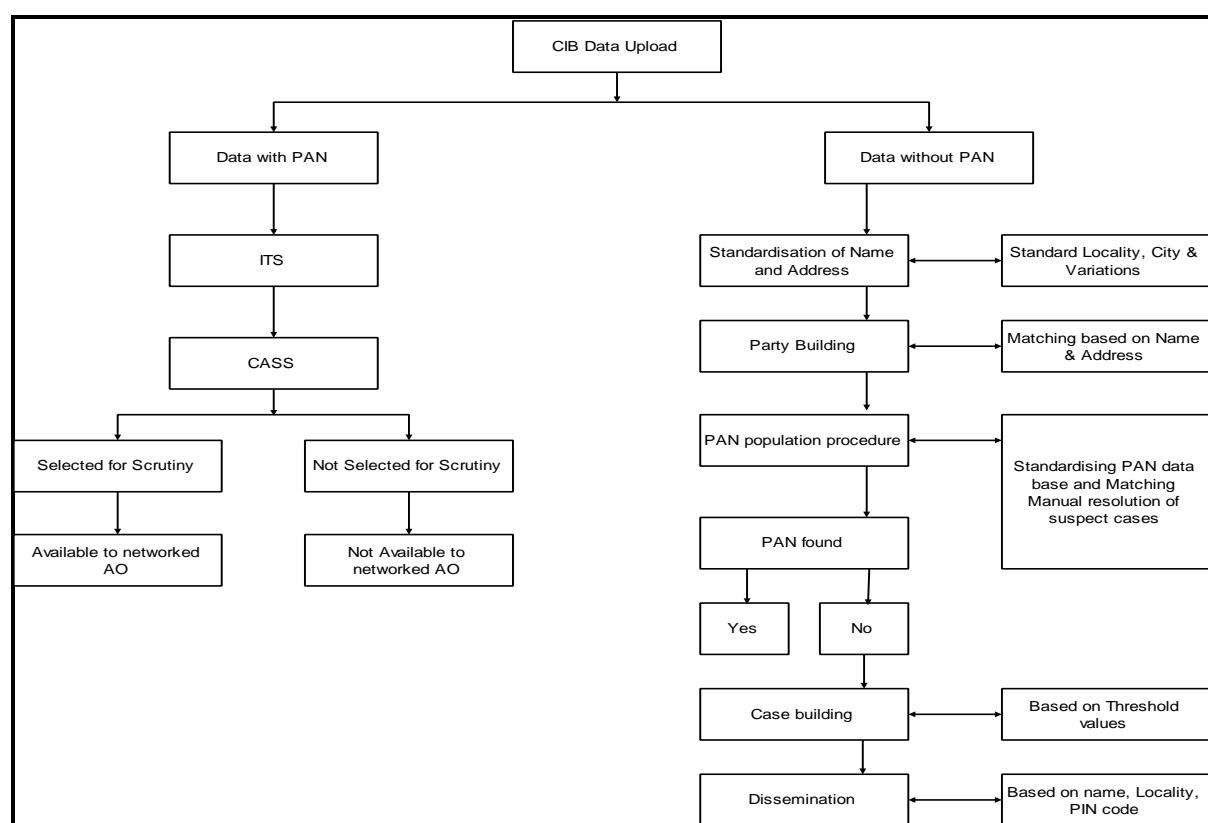 CIB Data Upload
Data with PAN
Data without PAN
ITS
Standardisation of Name
and Address
Standard Locality, City &
Variations
CASS
Party Building
Matching based on Name
& Address
Selected for Scrutiny
Not Selected for Scrutiny
PAN population procedure
Standardising PAN data
base and Matching
Manual resolution of
suspect cases
Available to networked
AO
Not Available to
networked AO
PAN found
Yes
No
Case building
Based on Threshold
values
Dissemination
Based on name, Locality,
PIN code